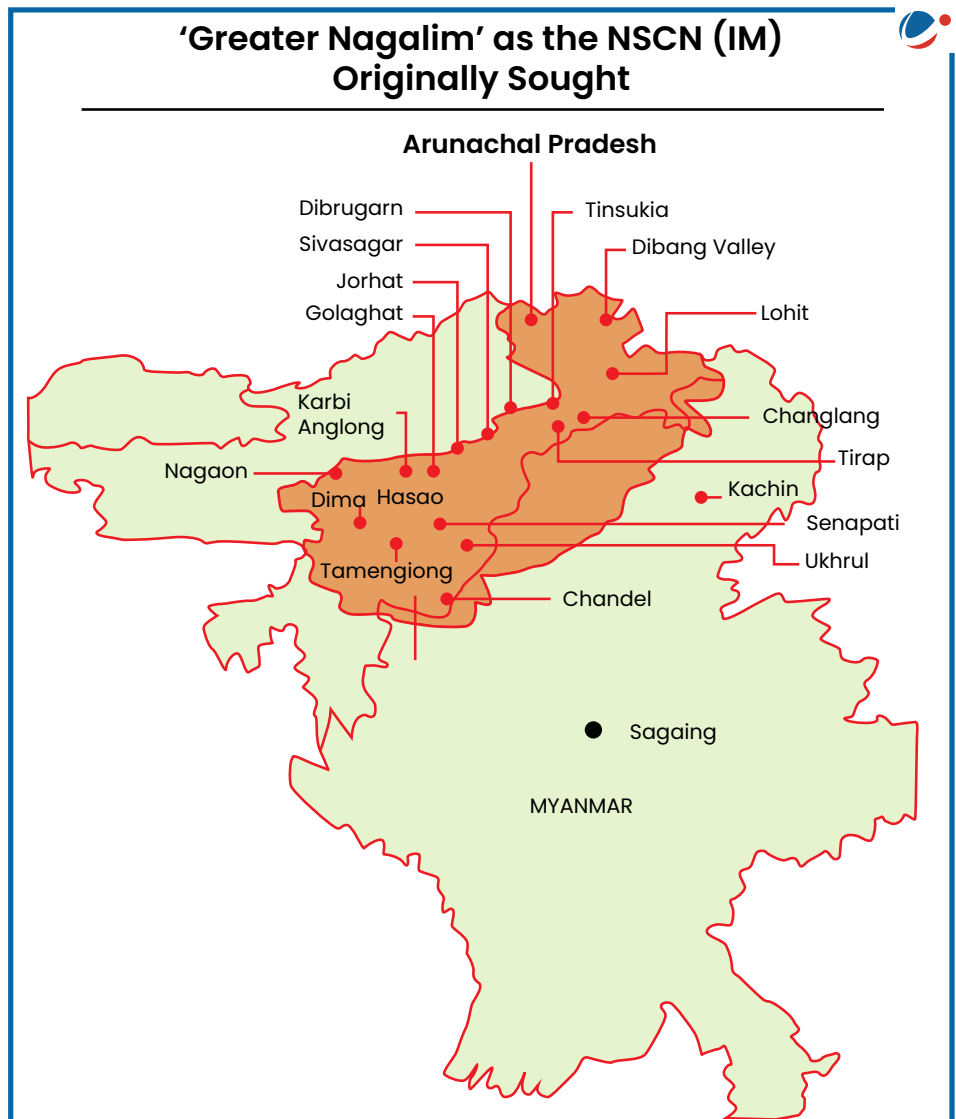 ‘Greater Nagalim’ as the NSCN (IM)
Originally Sought
Arunachal Pradesh
Dibrugarn
Tinsukia
Sivasagar
Dibang Valley
Jorhat
Golaghat
Lohit
Karbi
Anglong
Changlang
Nagaon
Tirap
Dima Hasao
Kachin
Senapati
Tamengiong
Ukhrul
Chandel
Sagaing
MYANMAR